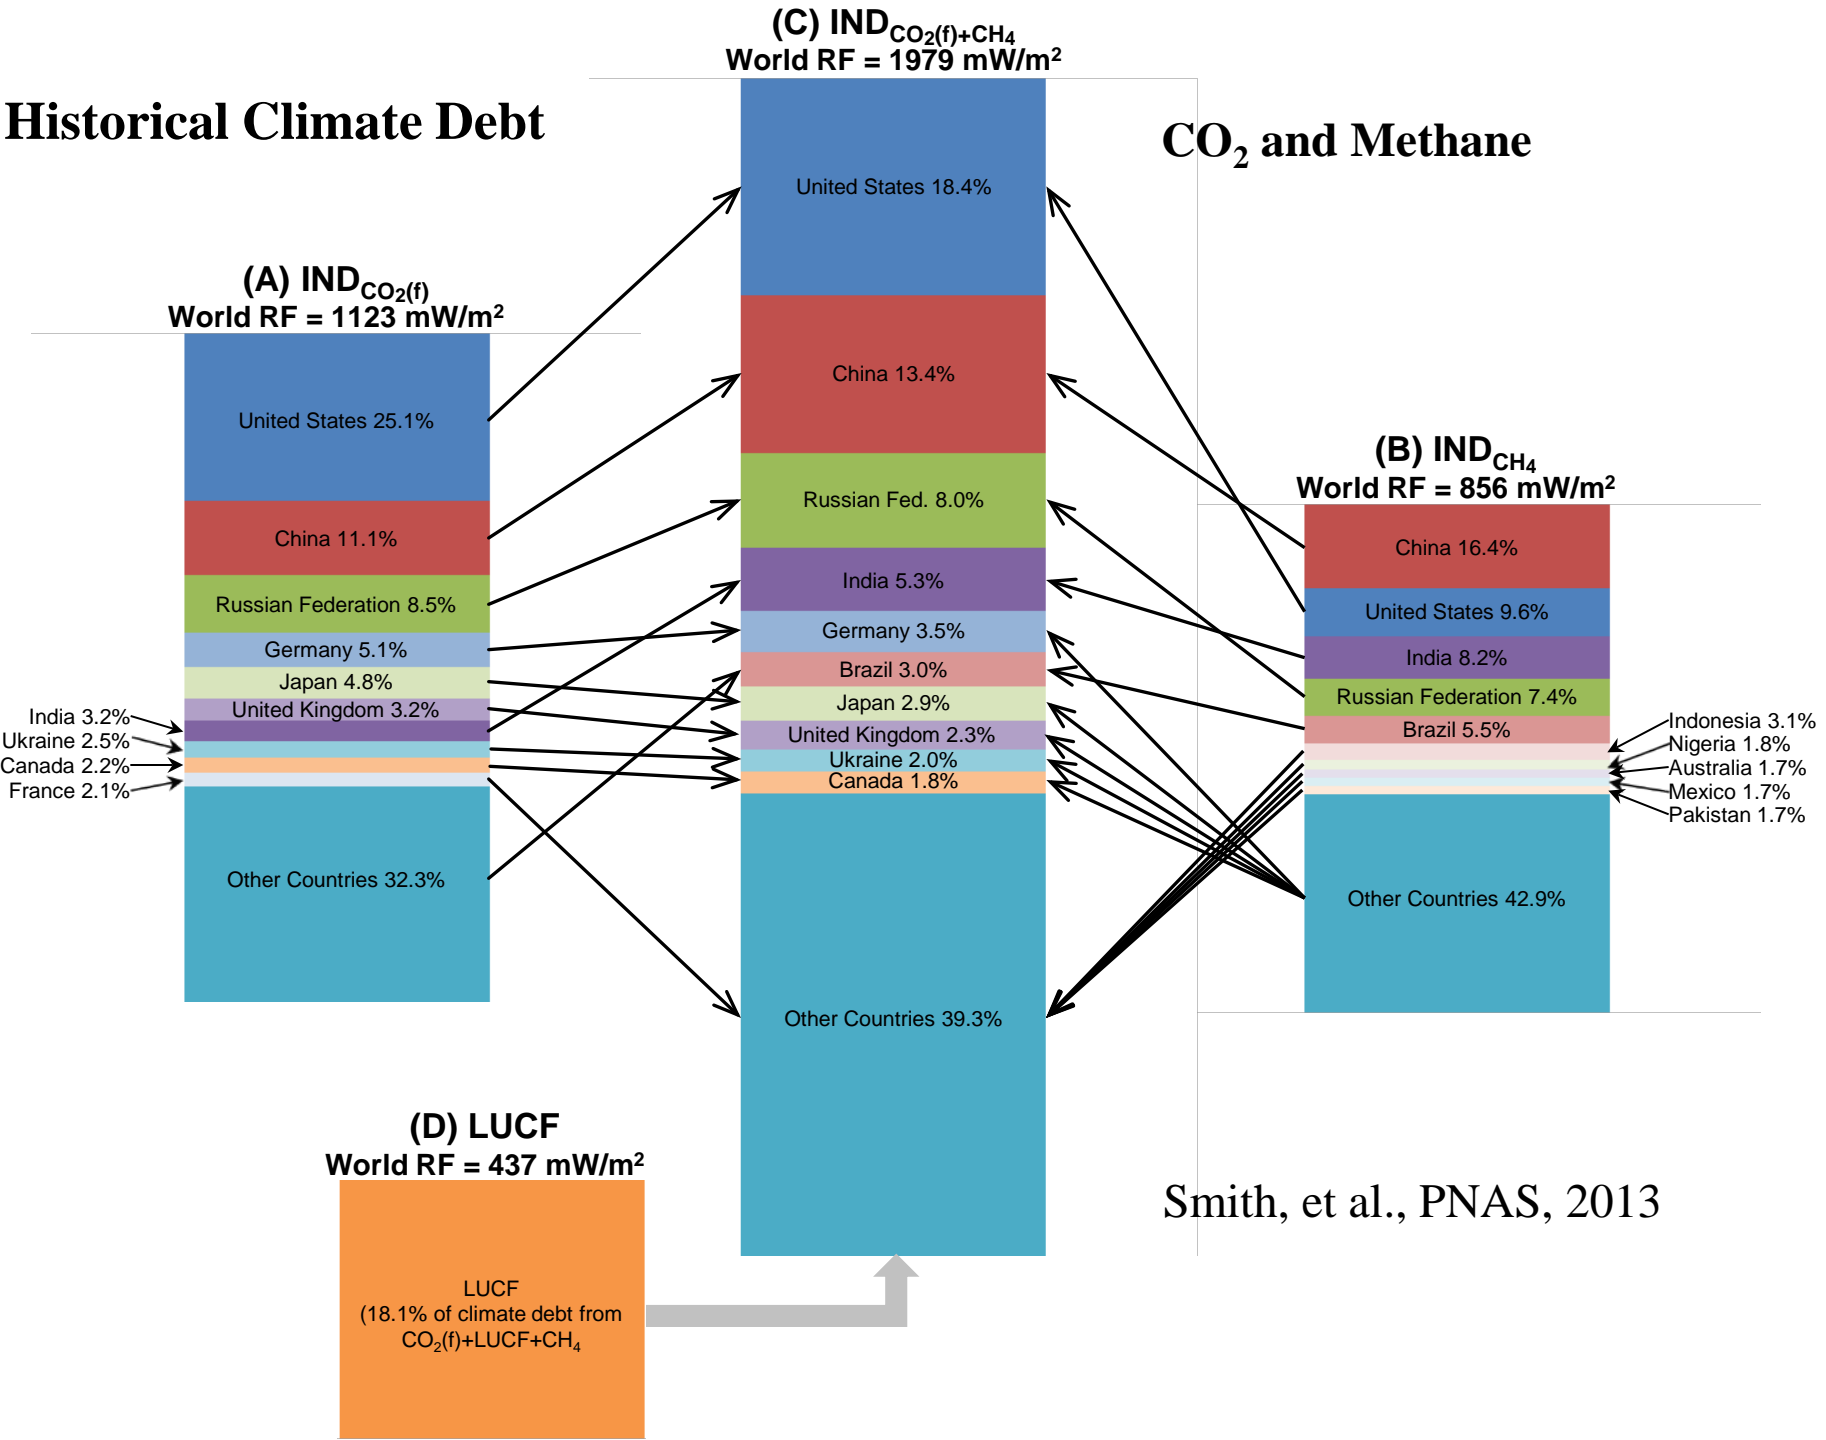 (C) IND CO₂(f)+CH₄
World RF = 1979 mW/m²
Historical Climate Debt
CO₂ and Methane
United States 18.4%
China 13.4%
Russian Fed. 8.0%
India 5.3%
Germany 3.5%
Brazil 3.0%
Japan 2.9%
United Kingdom 2.3%
Ukraine 2.0%
Canada 1.8%
Other Countries 39.3%
(A) IND CO₂(f)
World RF = 1123 mW/m²
United States 25.1%
China 11.1%
Russian Federation 8.5%
Germany 5.1%
Japan 4.8%
United Kingdom 3.2%
India 3.2%
Ukraine 2.5%
Canada 2.2%
France 2.1%
Other Countries 32.3%
(B) IND CH₄
World RF = 856 mW/m²
China 16.4%
United States 9.6%
India 8.2%
Russian Federation 7.4%
Brazil 5.5%
Indonesia 3.1%
Nigeria 1.8%
Australia 1.7%
Mexico 1.7%
Pakistan 1.7%
Other Countries 42.9%
(D) LUCF
World RF = 437 mW/m²
LUCF
(18.1% of climate debt from
CO₂(f)+LUCF+CH₄
Smith, et al., PNAS, 2013